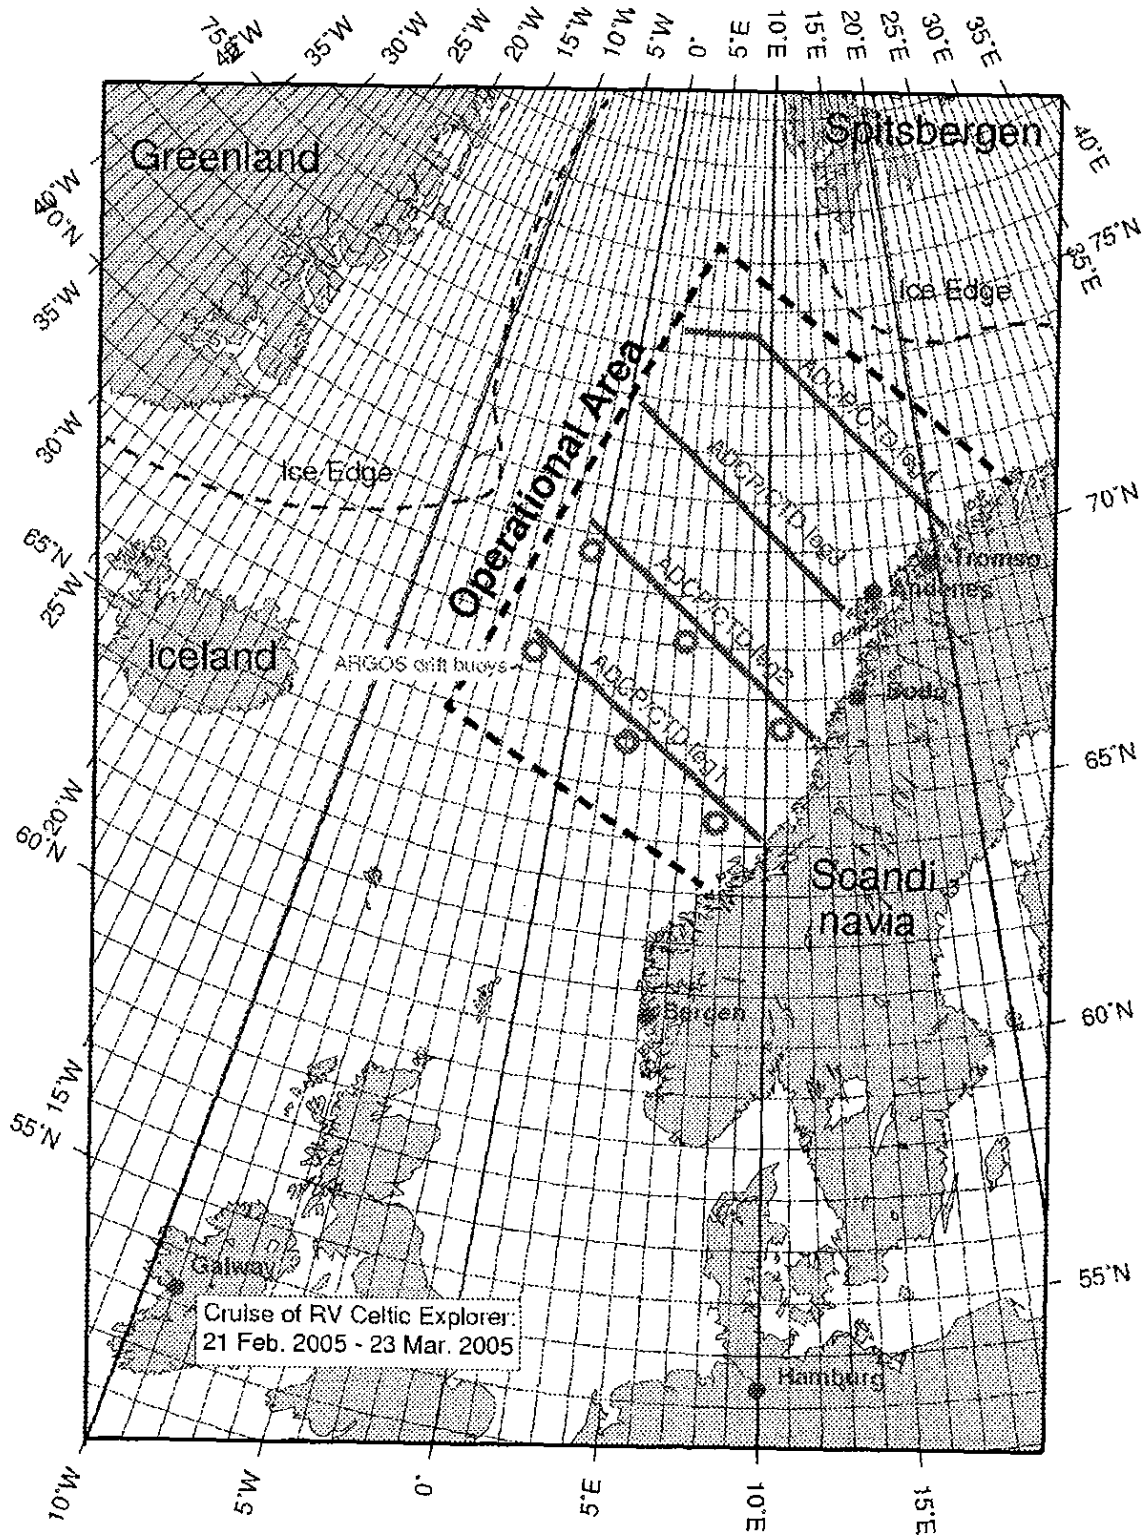 75°W
40°W
35°W
30°W
25°W
20°W
15°W
10°W
5°W
0°
5°E
10°E
15°E
20°E
25°E
30°E
35°E
Greenland
Spitsbergen
40°E
40°W
70°N
75°N
35°E
Ice Edge
35°W
Operational Area
ADCP/CTD leg4
30°W
Ice Edge
ADCP/CTD leg3
70°N
65°N
25°W
Tromso
Andenes
ADCP/CTD leg2
Iceland
ARGOS drift buoys
ADCP/CTD leg1
Bodo
65°N
20°W
60°N
Scandi
navia
Bergen
60°N
15°W
55°N
Galway
55°N
Cruise of RV Celtic Explorer:
21 Feb. 2005 - 23 Mar. 2005
Hamburg
10°W
5°W
0°
5°E
10°E
15°E